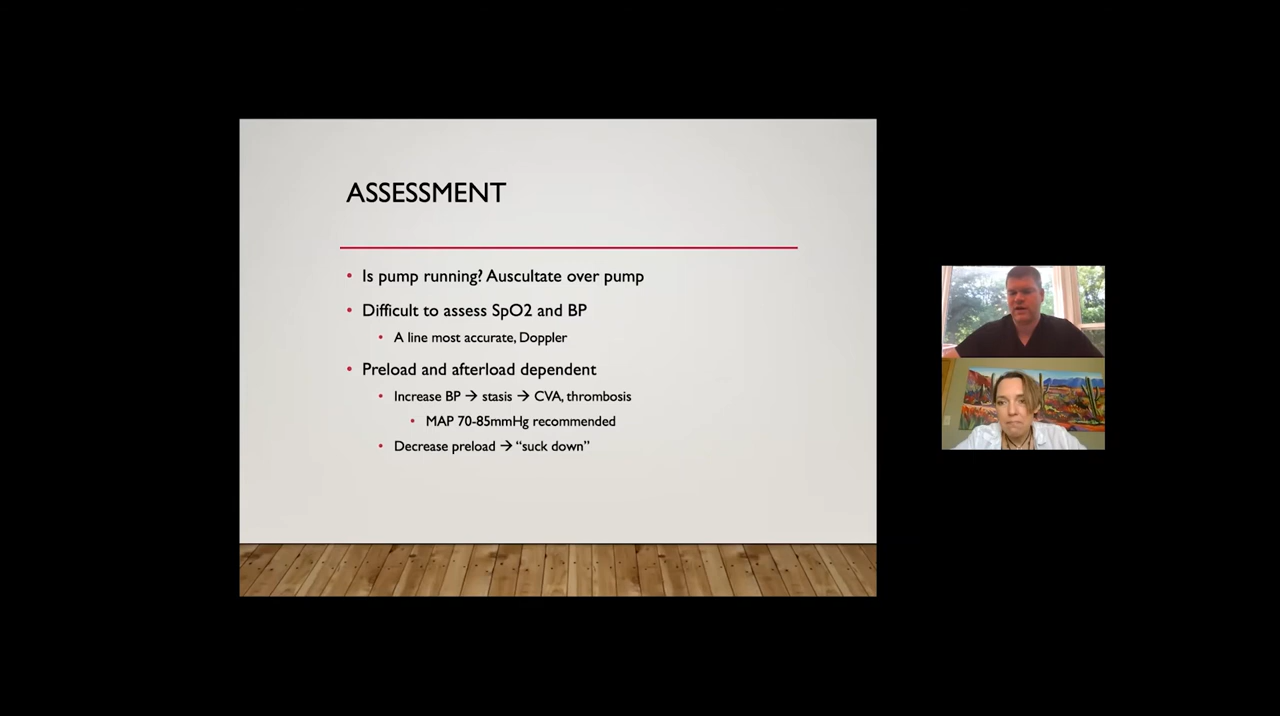 ASSESSMENT
• Is pump running? Auscultate over pump
• Difficult to assess SpO2 and BP
• A line most accurate, Doppler
• Preload and afterload dependent
• Increase BP → stasis → CVA, thrombosis
• MAP 70-85mmHg recommended
• Decrease preload → “suck down”